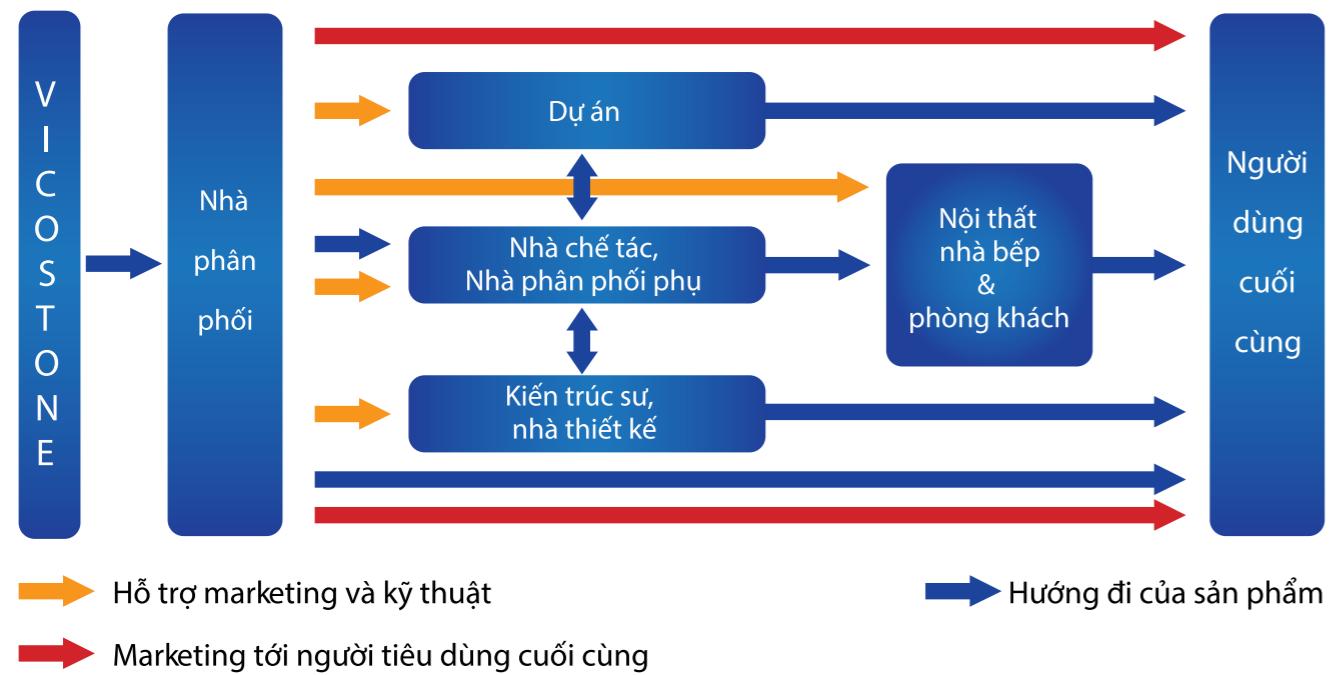 VICOSTONE
Nhà
phân
phối
Dự án
Nhà chế tác,
Nhà phân phối phụ
Kiến trúc sư,
nhà thiết kế
Nội thất
nhà bếp
&
phòng khách
Người
dùng
cuối
cùng
Hỗ trợ marketing và kỹ thuật
Hướng đi của sản phẩm
Marketing tới người tiêu dùng cuối cùng